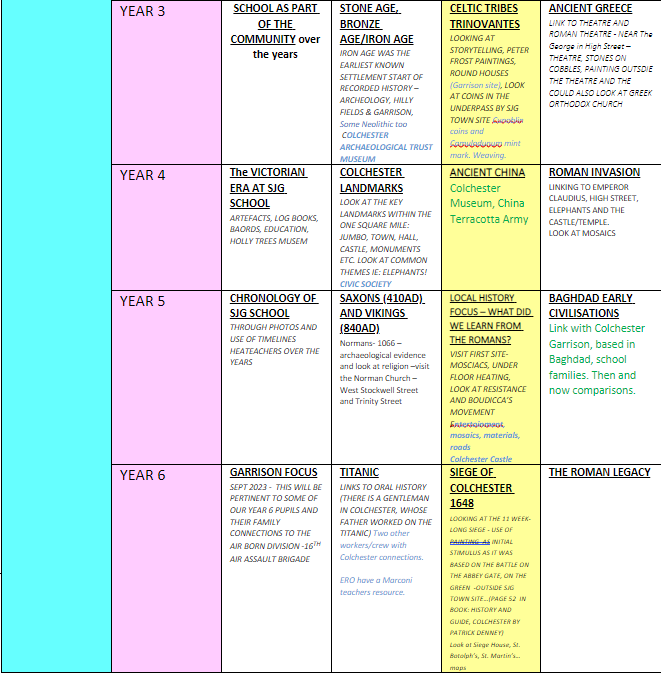 YEAR 3
SCHOOL AS PART
OF THE
COMMUNITY over
the years
STONE AGE,
BRONZE
AGE/IRON AGE
IRON AGE WAS THE
EARLIEST KNOWN
SETTLEMENT START OF
RECORDED HISTORY –
ARCHEOLOGY, HILLY
FIELDS & GARRISON,
Some Neolithic too
COLCHESTER
ARCHAEOLOGICAL TRUST
MUSEUM
CELTIC TRIBES
TRINOVANTES
LOOKING AT
STORYTELLING, PETER
FROST PAINTINGS,
ROUND HOUSES
(Garrison site), LOOK
AT COINS IN THE
UNDERPASS BY SJG
TOWN SITE
coins and
Camulodunum mint
mark. Weaving.
ANCIENT GREECE
LINK TO THEATRE AND
ROMAN THEATRE - NEAR The
George in High Street –
THEATRE, STONES ON
COBBLES, PAINTING OUTSDIE
THE THEATRE AND THE
COULD ALSO LOOK AT GREEK
ORTHODOX CHURCH
YEAR 4
The VICTORIAN
ERA AT SJG
SCHOOL
ARTEFACTS, LOG BOOKS,
BAORDS, EDUCATION,
HOLLY TREES MUSEM
COLCHESTER
LANDMARKS
LOOK AT THE KEY
LANDMARKS WITHIN THE
ONE SQUARE MILE:
JUMBO, TOWN, HALL,
CASTLE, MONUMENTS
ETC. LOOK AT COMMON
THEMES IE: ELEPHANTS!
CIVIC SOCIETY
ANCIENT CHINA
Colchester
Museum, China
Terracotta Army
ROMAN INVASION
LINKING TO EMPEROR
CLAUDIUS, HIGH STREET,
ELEPHANTS AND THE
CASTLE/TEMPLE.
LOOK AT MOSAICS
YEAR 5
CHRONOLOGY OF
SJG SCHOOL
THROUGH PHOTOS AND
USE OF TIMELINES
HEATEACHERS OVER THE
YEARS
SAXONS (410AD)
AND VIKINGS
(840AD)
Normans- 1066 –
archaeological evidence
and look at religion –visit
the Norman Church –
West Stockwell Street
and Trinity Street
LOCAL HISTORY
FOCUS – WHAT DID
WE LEARN FROM
THE ROMANS?
VISIT FIRST SITE-
MOSCIACS, UNDER
FLOOR HEATING,
LOOK AT RESISTANCE
AND BOUDICCA'S
MOVEMENT
Entertainment,
mosaics, materials,
roads
Colchester Castle
BAGHDAD EARLY
CIVILISATIONS
Link with Colchester
Garrison, based in
Baghdad, school
families. Then and
now comparisons.
YEAR 6
GARRISON FOCUS
SEPT 2023 - THIS WILL BE
PERTINENT TO SOME OF
OUR YEAR 6 PUPILS AND
THEIR FAMILY
CONNECTIONS TO THE
AIR BORN DIVISION -16TH
AIR ASSAULT BRIGADE
TITANIC
LINKS TO ORAL HISTORY
(THERE IS A GENTLEMAN
IN COLCHESTER, WHOSE
FATHER WORKED ON THE
TITANIC) Two other
workers/crew with
Colchester connections.
ERO have a Marconi
teachers resource.
SIEGE OF
COLCHESTER
1648
LOOKING AT THE 11 WEEK-
LONG SIEGE - USE OF
PAINTING AS INITIAL
STIMULUS AS IT WAS
BASED ON THE BATTLE ON
THE ABBEY GATE, ON THE
GREEN -OUTSIDE SJG
TOWN SITE...(PAGE 52 IN
BOOK: HISTORY AND
GUIDE, COLCHESTER BY
PATRICK DENNEY)
Look at Siege House, St.
Botolph's, St. Martin's...
maps
THE ROMAN LEGACY